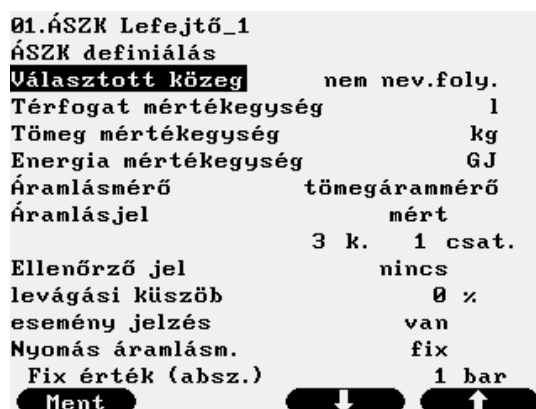 01.ÁSZK Lefejtő_1
ÁSZK definiálás
Választott közeg nem nev.foly.
Térfogat mértékegység l
Tömeg mértékegység kg
Energia mértékegység GJ
Áramlásmérő tömegárammérő
Áramlásjel mért
3 k. 1 csat.
Ellenőrző jel nincs
levágási küszöb 0 %
esemény jelzés van
Nyomás áramlásm. fix
Fix érték (absz.) 1 bar
Ment ↓ ↑